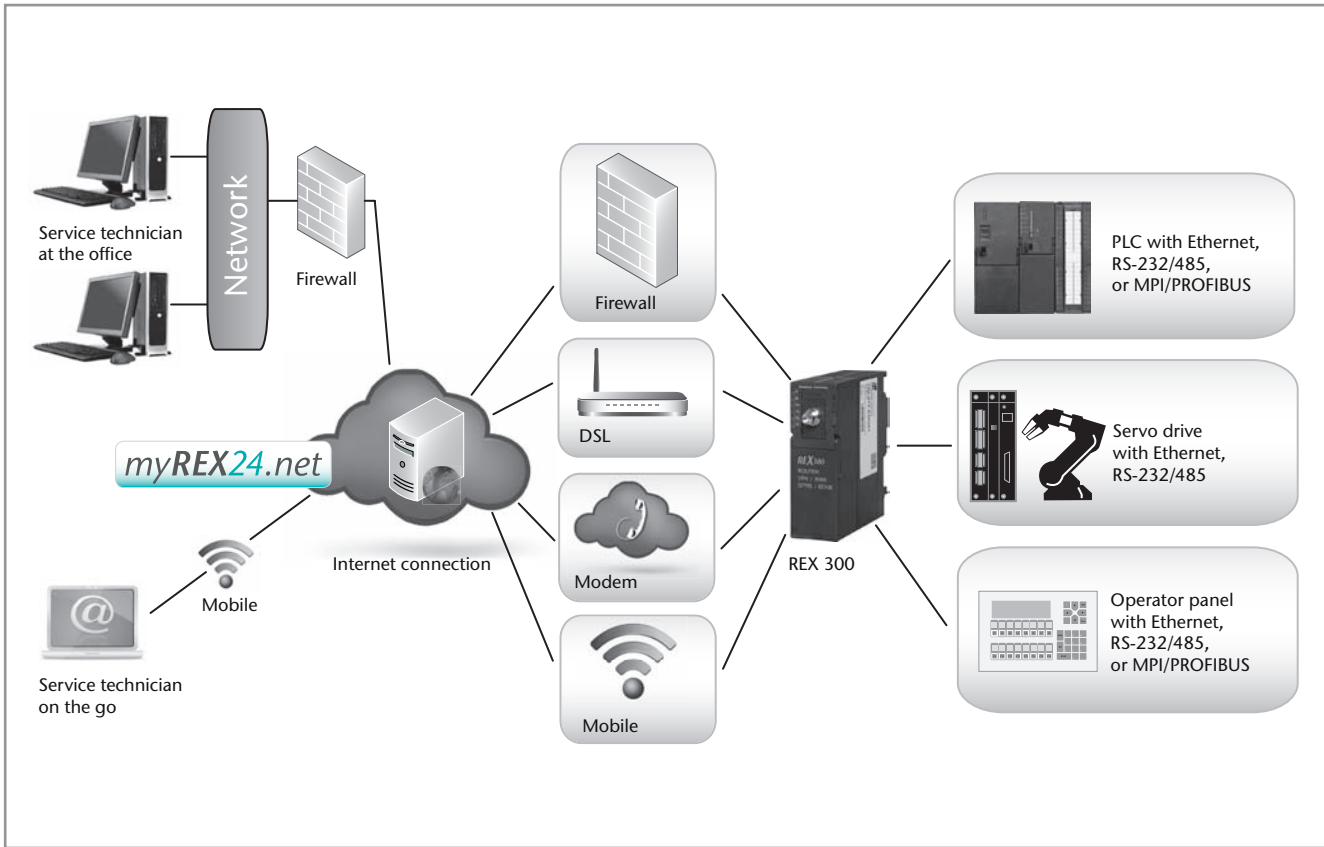 Service technician
at the office
Network
Firewall
myREX24.net
Internet connection
Mobile
@
Service technician
on the go
Firewall
DSL
Modem
Mobile
REX 300
REX 300
PLC with Ethernet,
RS-232/485,
or MPI/PROFIBUS
Servo drive
with Ethernet,
RS-232/485
Operator panel
with Ethernet,
RS-232/485,
or MPI/PROFIBUS